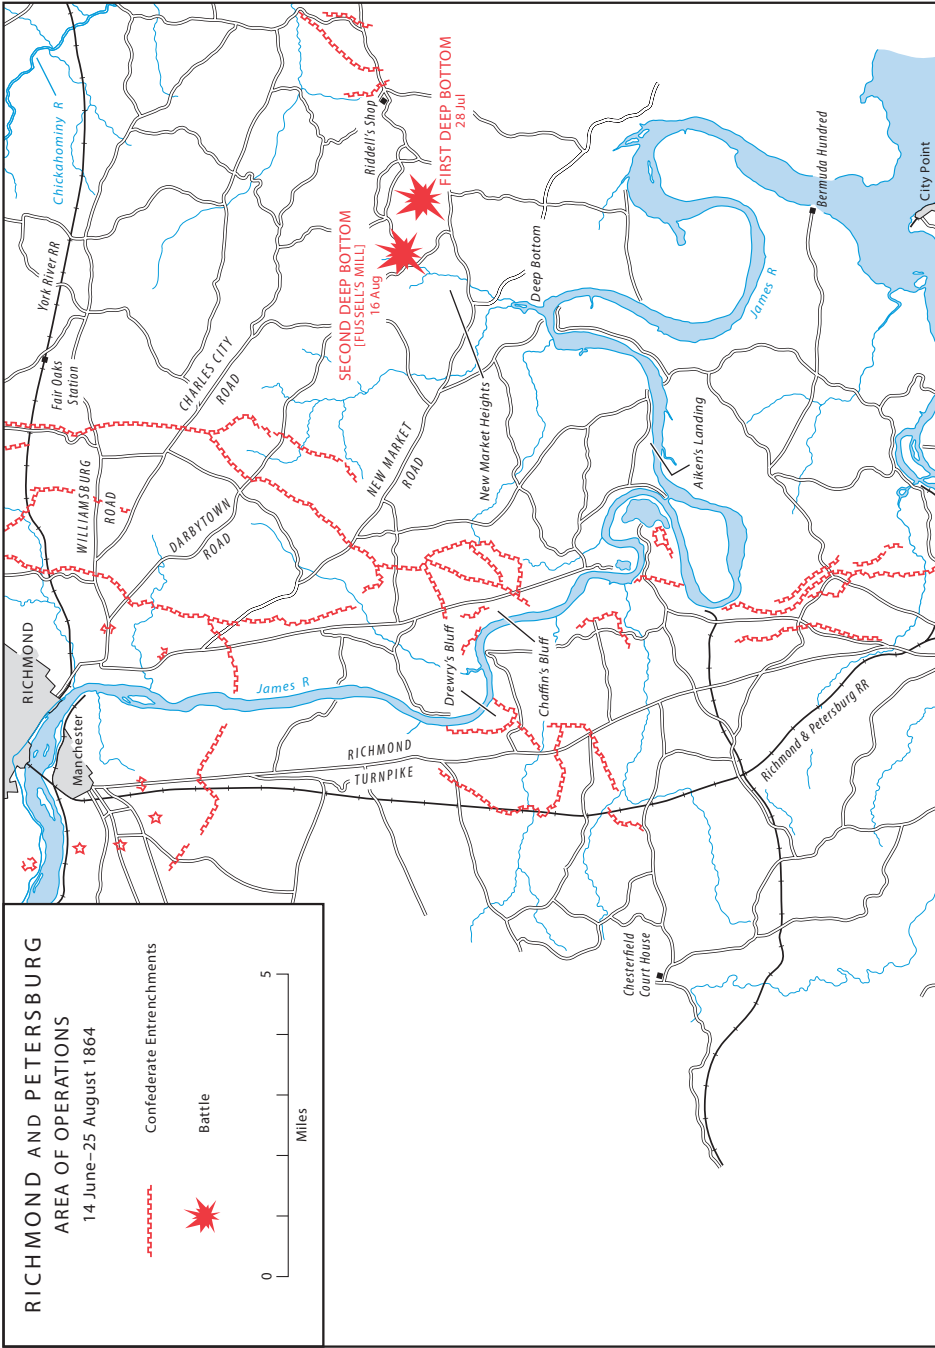 RICHMOND AND PETERSBURG
AREA OF OPERATIONS
14 June–25 August 1864
Confederate Entrenchments
Battle
0
5
Miles
RICHMOND
Manchester
Fair Oaks
Station
York River RR
Chickahominy R
WILLIAMSBURG
ROAD
CHARLES CITY
ROAD
DARBYTOWN
ROAD
NEW MARKET
ROAD
SECOND DEEP BOTTOM
[FUSSELL'S MILL]
16 Aug
Riddell's Shop
FIRST DEEP BOTTOM
28 Jul
James R
RICHMOND
TURNPIKE
Drewry's Bluff
Chaffin's Bluff
New Market Heights
Deep Bottom
Aiken's Landing
James R
Bermuda Hundred
City Point
Chesterfield
Court House
Richmond & Petersburg RR